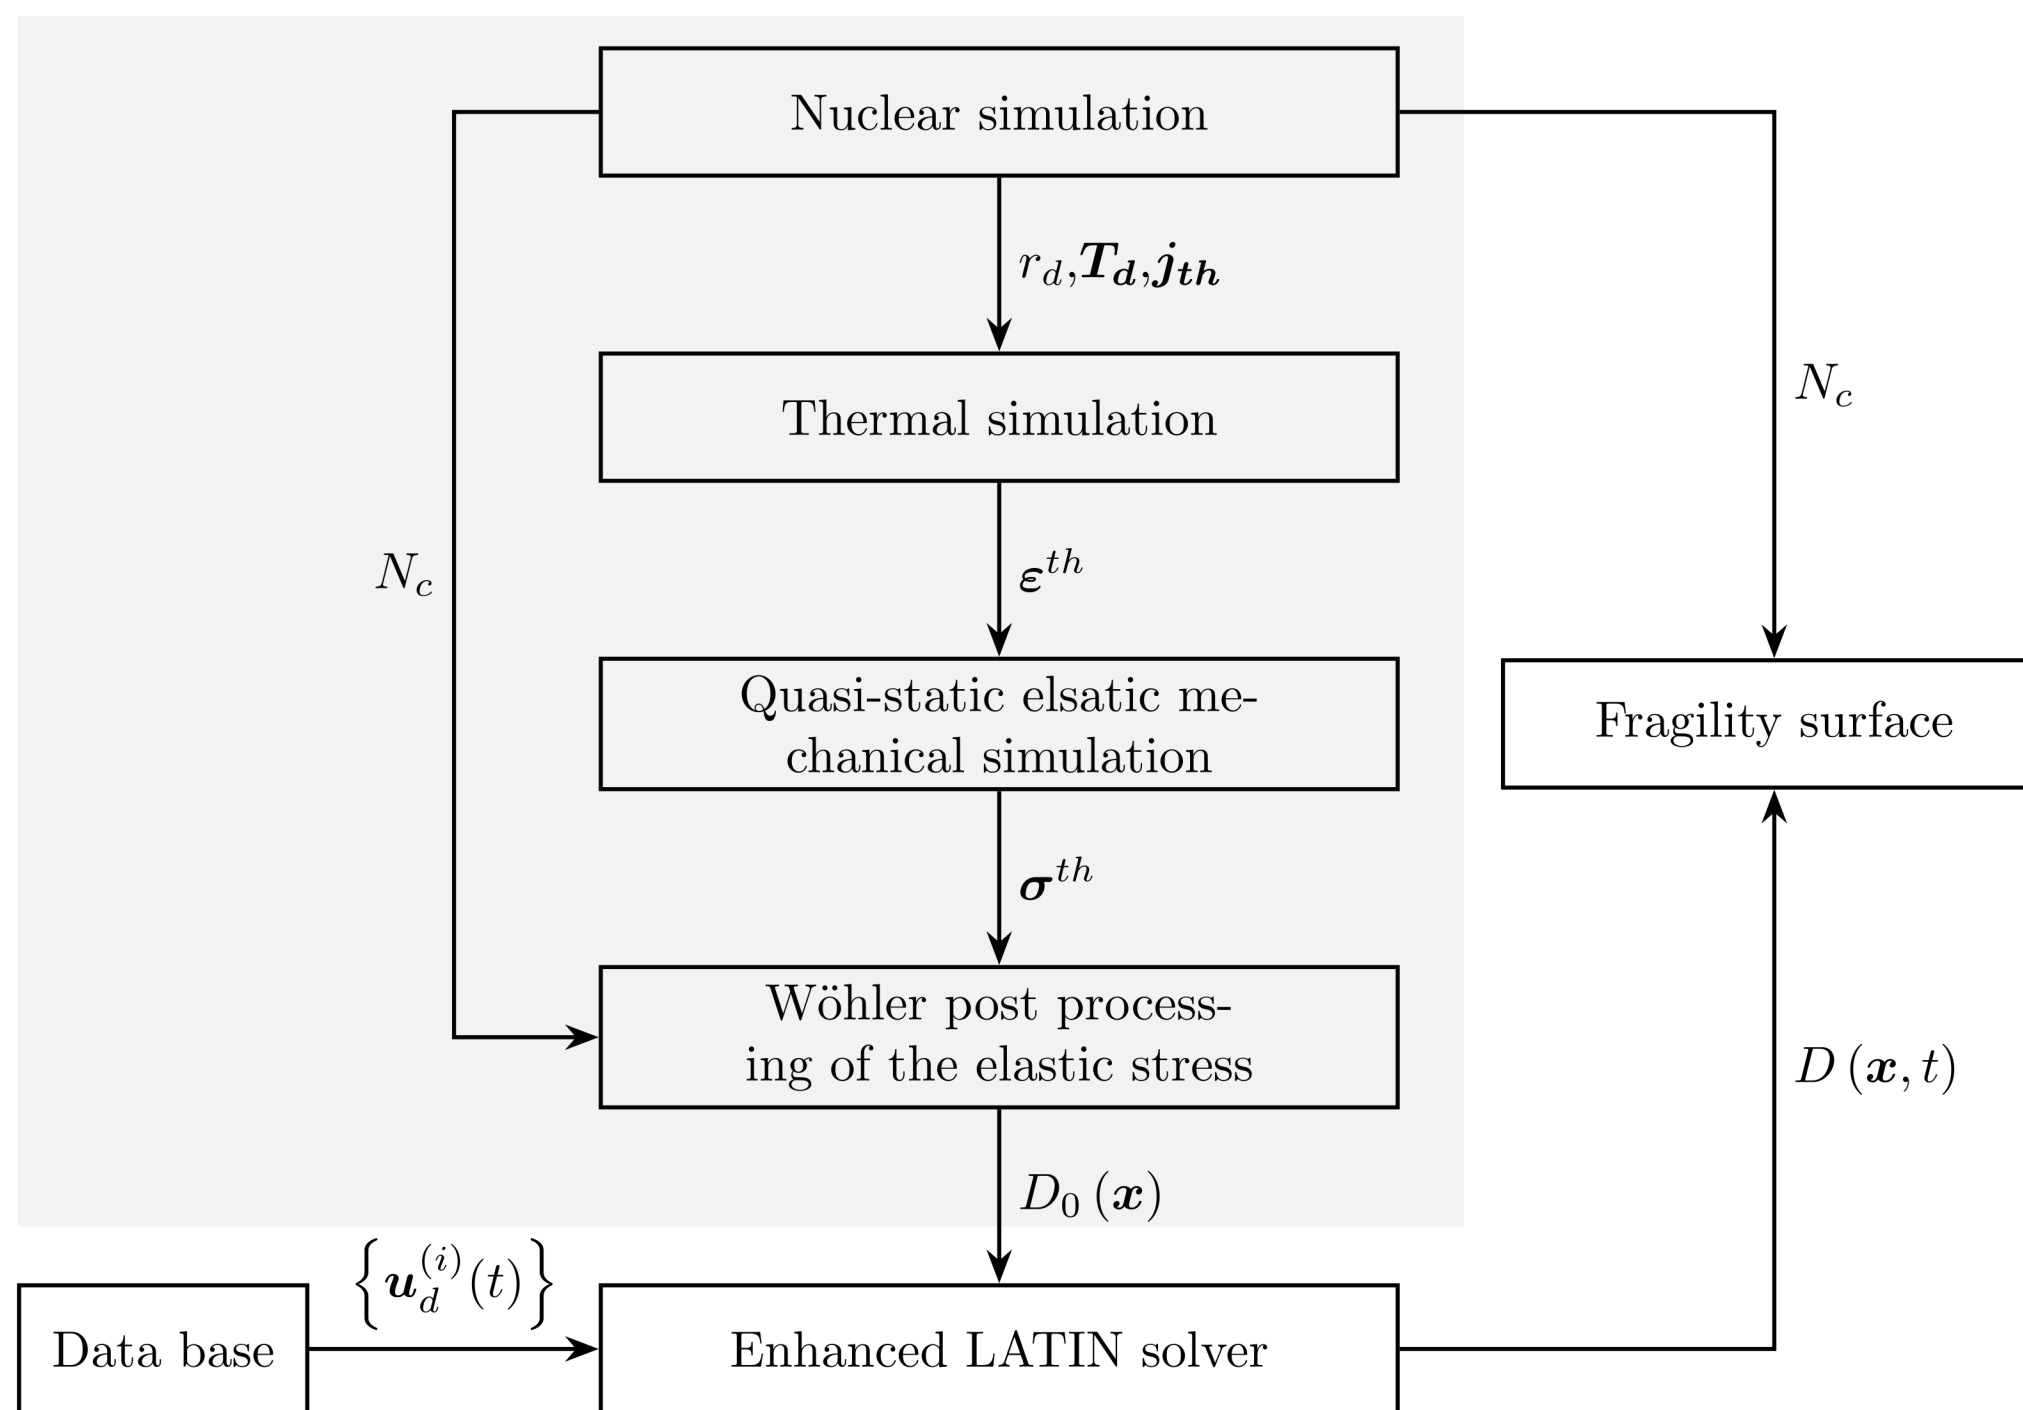 Nuclear simulation
r_d,T_d,j_th
N_c
Thermal simulation
N_c
ε^th
Quasi-static elsatic me-
chanical simulation
Fragility surface
σ^th
Wöhler post process-
ing of the elastic stress
D (x, t)
D_0 (x)
{u_d^(i)(t)}
Data base
Enhanced LATIN solver